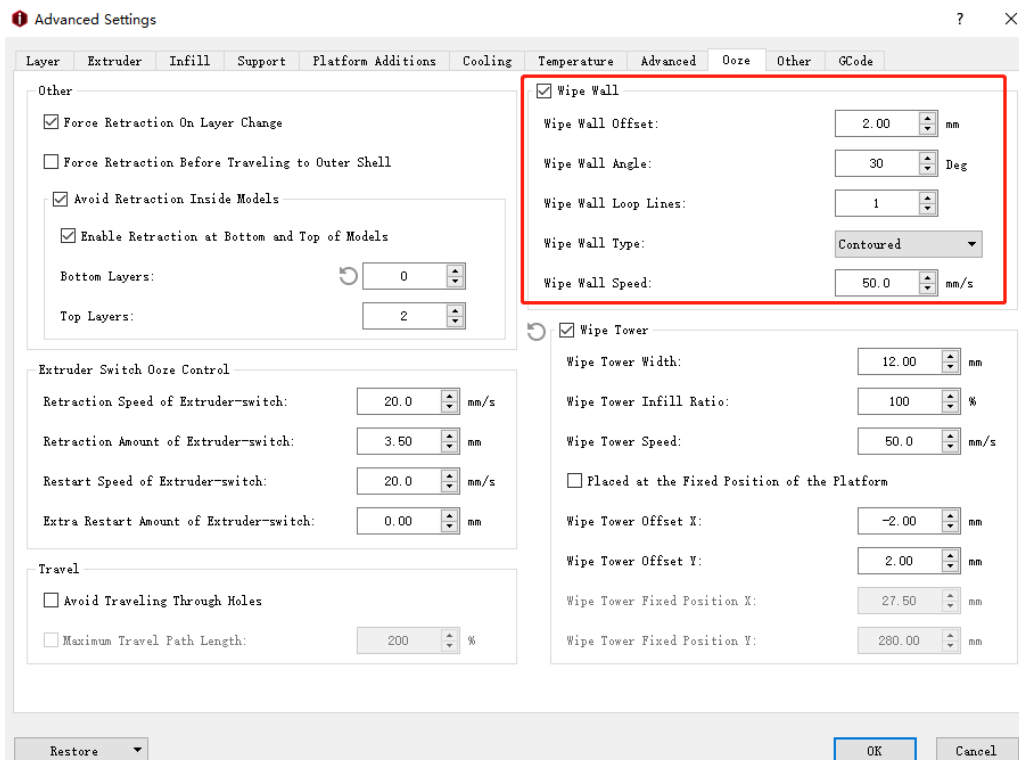 Advanced Settings
?
Layer Extruder Infill Support Platform Additions Cooling Temperature Advanced Ooze Other GCode
Other
Force Retraction On Layer Change
Force Retraction Before Traveling to Outer Shell
Avoid Retraction Inside Models
Enable Retraction at Bottom and Top of Models
Bottom Layers: 0
Top Layers: 2
Extruder Switch Ooze Control
Retraction Speed of Extruder-switch: 20.0 mm/s
Retraction Amount of Extruder-switch: 3.50 mm
Restart Speed of Extruder-switch: 20.0 mm/s
Extra Restart Amount of Extruder-switch: 0.00 mm
Travel
Avoid Traveling Through Holes
Maximum Travel Path Length: 200 %
Wipe Wall
Wipe Wall Offset: 2.00 mm
Wipe Wall Angle: 30 Deg
Wipe Wall Loop Lines: 1
Wipe Wall Type: Contoured
Wipe Wall Speed: 50.0 mm/s
Wipe Tower
Wipe Tower Width: 12.00 mm
Wipe Tower Infill Ratio: 100 %
Wipe Tower Speed: 50.0 mm/s
Placed at the Fixed Position of the Platform
Wipe Tower Offset X: -2.00 mm
Wipe Tower Offset Y: 2.00 mm
Wipe Tower Fixed Position X: 27.50 mm
Wipe Tower Fixed Position Y: 280.00 mm
Restore OK Cancel